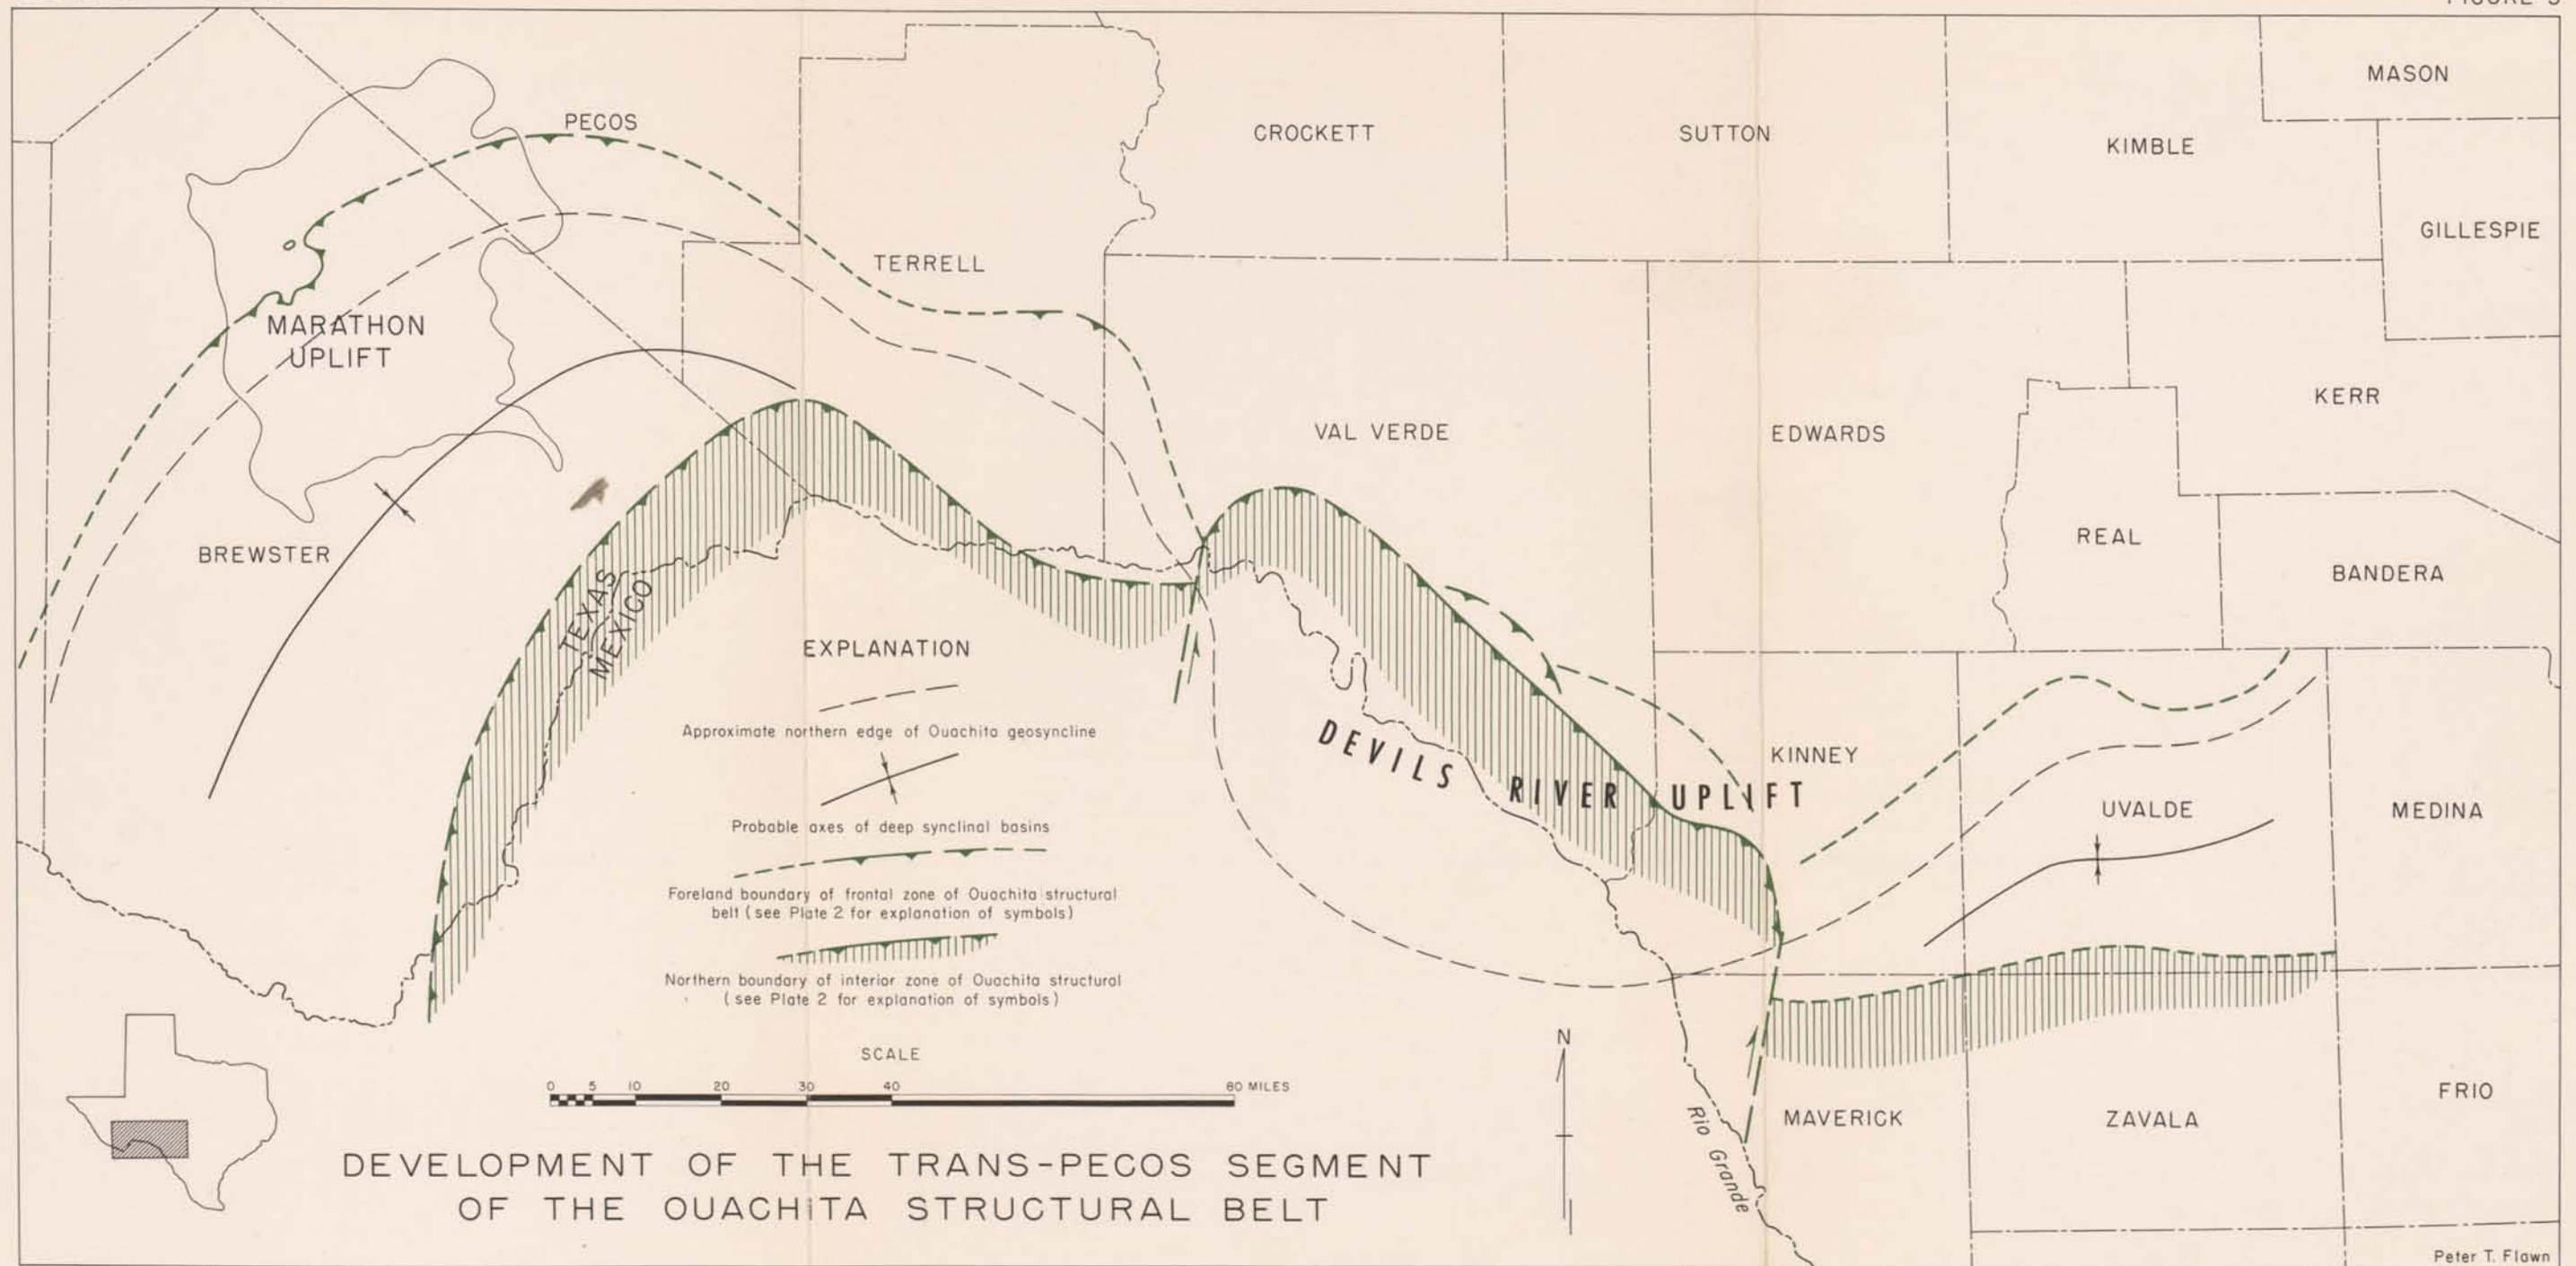 MASON
PECOS
CROCKETT
SUTTON
KIMBLE
GILLESPIE
TERRELL
MARATHON
UPLIFT
KERR
VAL VERDE
EDWARDS
REAL
BREWSTER
BANDERA
TEXAS
MEXICO
EXPLANATION
Approximate northern edge of Ouachita geosyncline
Probable axes of deep synclinal basins
Foreland boundary of frontal zone of Ouachita structural
belt (see Plate 2 for explanation of symbols)
Northern boundary of interior zone of Ouachita structural
(see Plate 2 for explanation of symbols)
DEVILS RIVER UPLIFT
KINNEY
UVALDE
MEDINA
SCALE
0 5 10 20 30 40 80 MILES
N
Rio Grande
MAVERICK
ZAVALA
FRIO
DEVELOPMENT OF THE TRANS-PECOS SEGMENT
OF THE OUACHITA STRUCTURAL BELT
Peter T. Flawn